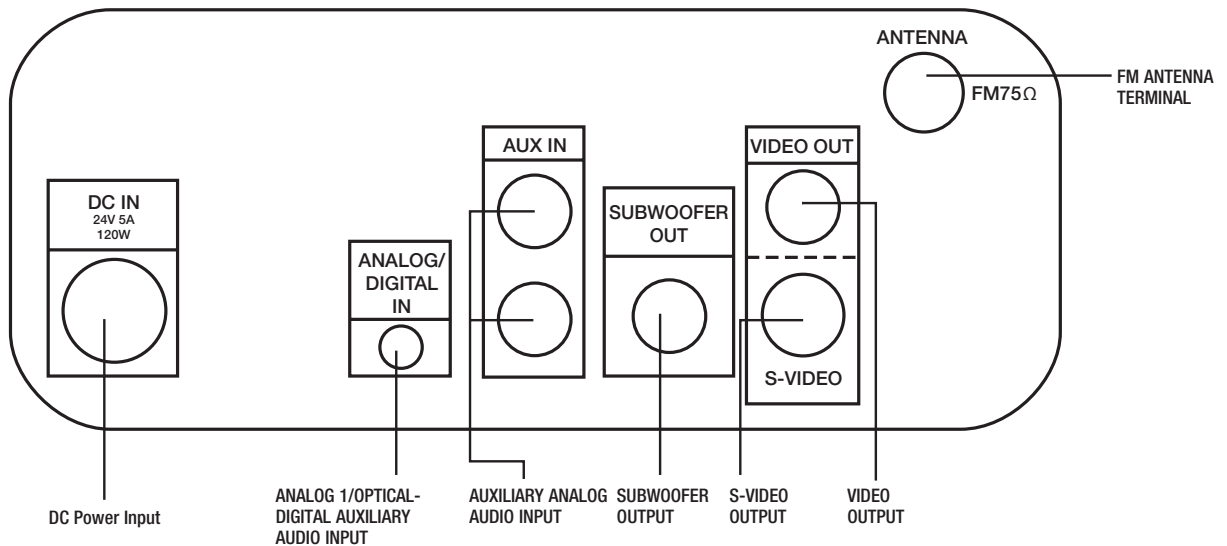 ANTENNA
FM75Ω
FM ANTENNA
TERMINAL
AUX IN
VIDEO OUT
DC IN
24V 5A
120W
SUBWOOFER
OUT
ANALOG/
DIGITAL
IN
S-VIDEO
DC Power Input
ANALOG 1/OPTICAL-
DIGITAL AUXILIARY
AUDIO INPUT
AUXILIARY ANALOG
AUDIO INPUT
SUBWOOFER
OUTPUT
S-VIDEO
OUTPUT
VIDEO
OUTPUT